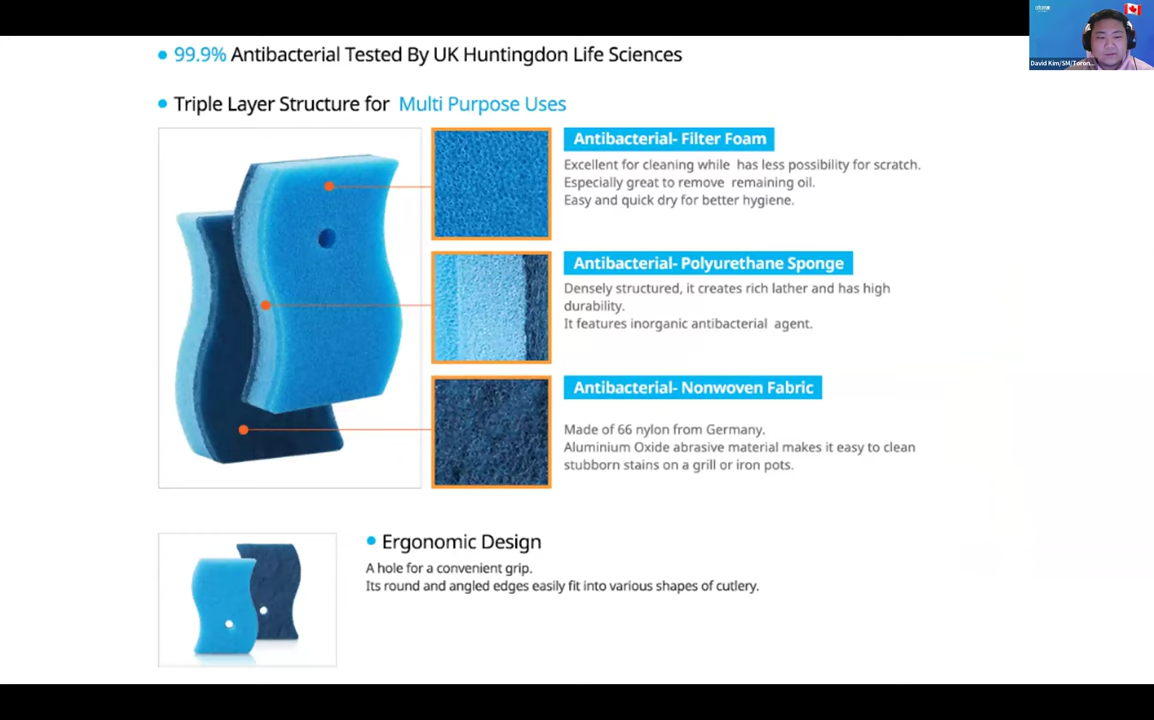 99.9% Antibacterial Tested By UK Huntingdon Life Sciences
Triple Layer Structure for Multi Purpose Uses
Antibacterial- Filter Foam
Excellent for cleaning while has less possibility for scratch.
Especially great to remove remaining oil.
Easy and quick dry for better hygiene.
Antibacterial- Polyurethane Sponge
Densely structured, it creates rich lather and has high
durability.
It features inorganic antibacterial agent.
Antibacterial- Nonwoven Fabric
Made of 66 nylon from Germany.
Aluminium Oxide abrasive material makes it easy to clean
stubborn stains on a grill or iron pots.
Ergonomic Design
A hole for a convenient grip.
Its round and angled edges easily fit into various shapes of cutlery.
David Kim/SM/Toron...